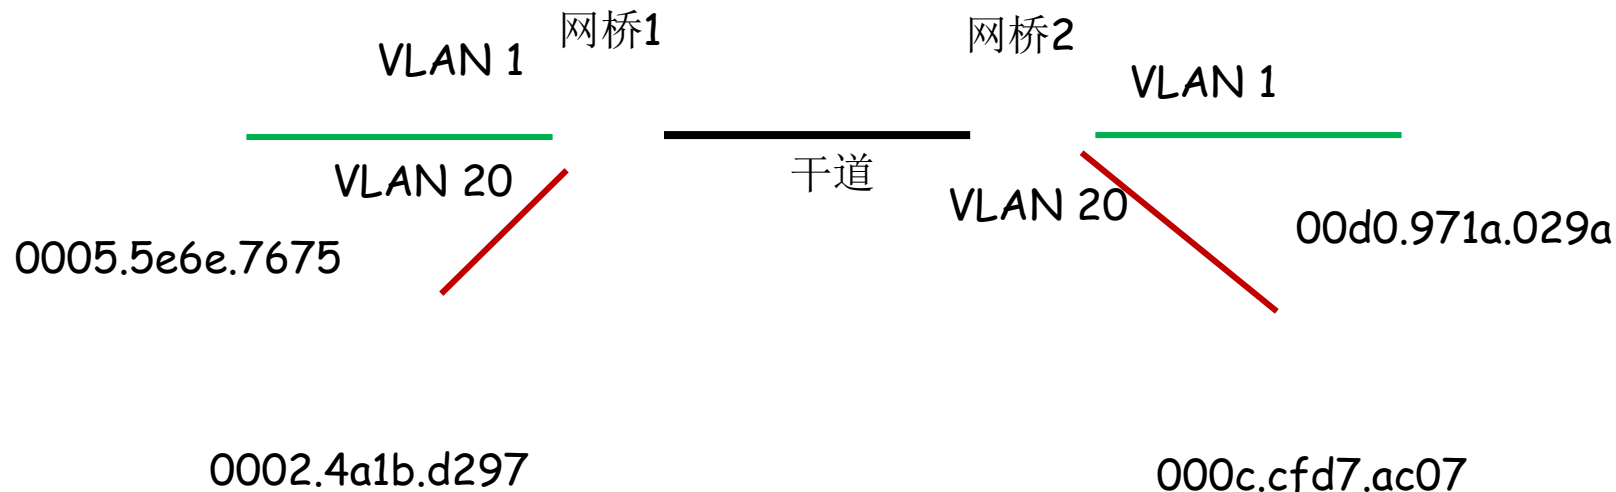 网桥1
网桥2
VLAN 1
VLAN 1
干道
VLAN 20
VLAN 20
00d0.971a.029a
0005.5e6e.7675
0002.4a1b.d297
000c.cfd7.ac07